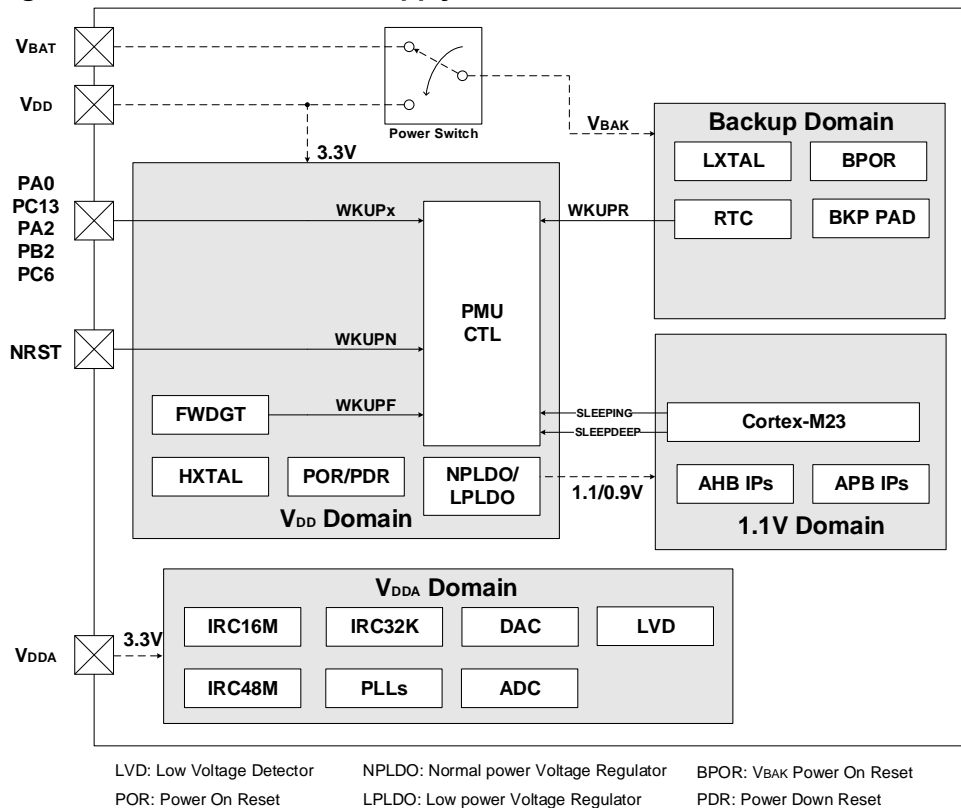 VBAT
VDD
Power Switch
VBAK
3.3V
Backup Domain
LXTAL
BPOR
RTC
BKP PAD
PA0
PC13
PA2
PB2
PC6
WKUPx
WKUPR
PMU
CTL
NRST
WKUPN
FWDGT
WKUPF
SLEEPING
SLEEPDEEP
Cortex-M23
HXTAL
POR/PDR
NPLDO/
LPLDO
1.1/0.9V
AHB IPs
APB IPs
VDD Domain
1.1V Domain
VDDA Domain
VDDA
3.3V
IRC16M
IRC32K
DAC
LVD
IRC48M
PLLs
ADC
LVD: Low Voltage Detector
NPLDO: Normal power Voltage Regulator
BPOR: VBAK Power On Reset
POR: Power On Reset
LPLDO: Low power Voltage Regulator
PDR: Power Down Reset